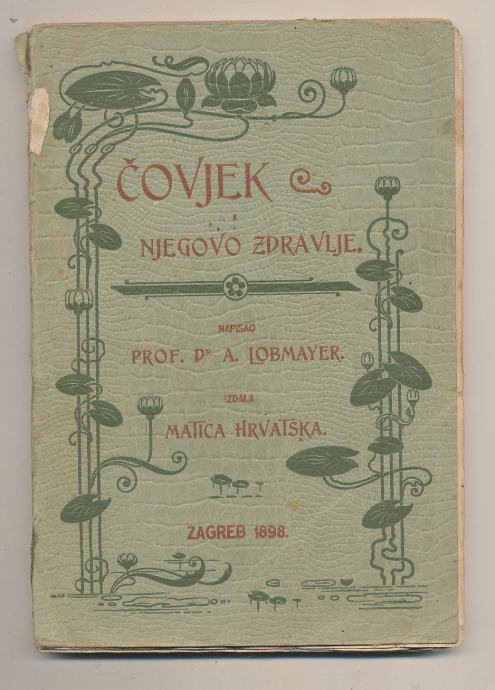 ČOVJEK
I
NJEGOVO ZDRAVLJE.
NAPISAO
PROF. DR A. LOBMAYER.
IZDALA
MATICA HRVATSKA.
ZAGREB 1898.